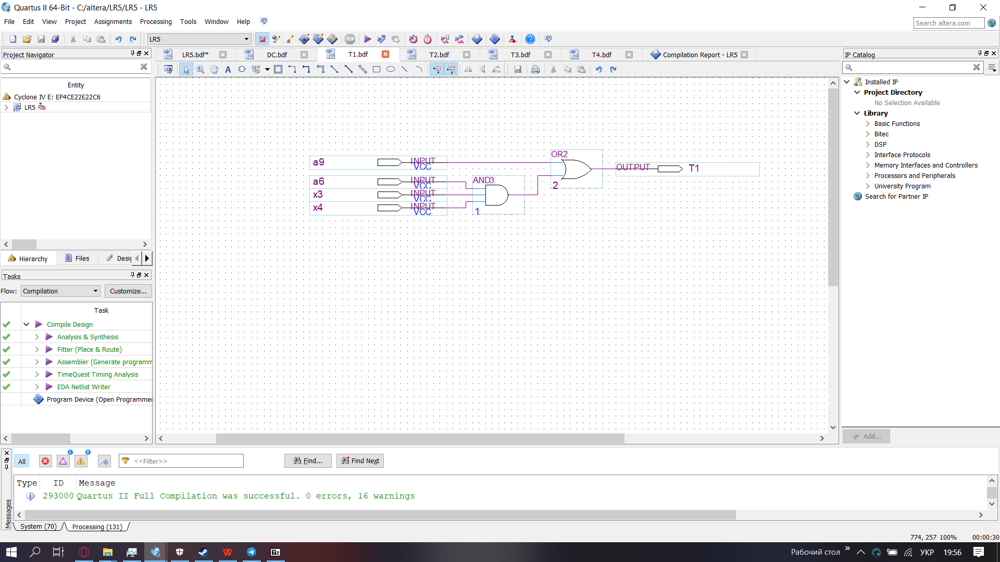 Quartus II 64-Bit - C:/altera/LR5/LR5 - LR5
File Edit View Project Assignments Processing Tools Window Help
Search altera.com
LR5
STOP
Project Navigator
Entity
Cyclone IV E: EP4CE22E22C6
LR5
Hierarchy Files Desig
Tasks
Flow: Compilation Customize...
Task
Compile Design
Analysis & Synthesis
Fitter (Place & Route)
Assembler (Generate programm
TimeQuest Timing Analysis
EDA Netlist Writer
Program Device (Open Programmer
LR5.bdf* DC.bdf T1.bdf T2.bdf T3.bdf T4.bdf Compilation Report - LR5
a9 INPUT VCC
a6 INPUT VCC
x3 INPUT VCC
x4 INPUT VCC
AND3
1
OR2
2
OUTPUT T1
IP Catalog
Installed IP
Project Directory
No Selection Available
Library
Basic Functions
Bitec
DSP
Interface Protocols
Memory Interfaces and Controllers
Processors and Peripherals
University Program
Search for Partner IP
Add...
All 6 8 <<Filter>> Find... Find Next
Type ID Message
293000 Quartus II Full Compilation was successful. 0 errors, 16 warnings
Messages
System (70) Processing (131)
774, 257 100% 00:00:30
7z
Рабочий стол » УКР 19:56